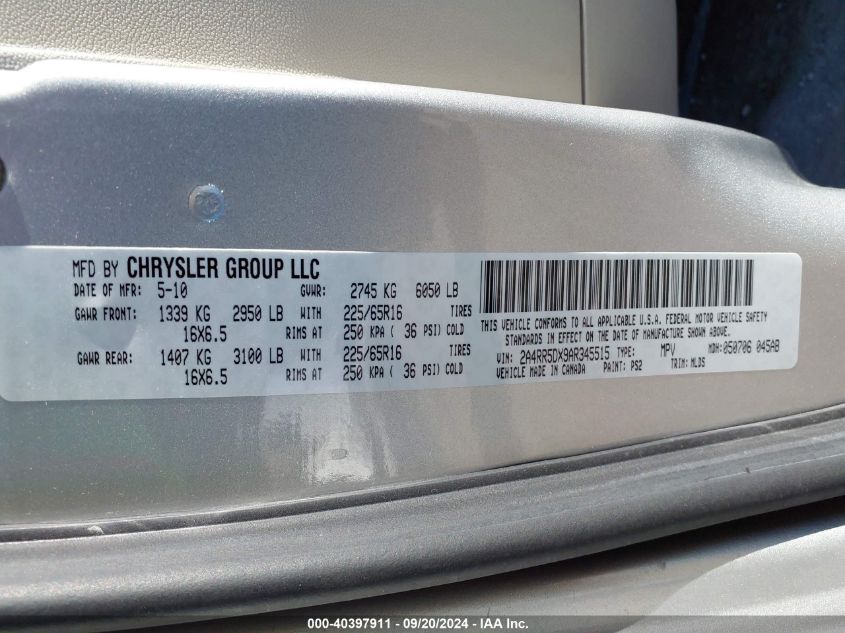 MFD BY CHRYSLER GROUP LLC
DATE OF MFR: 5-10 GVWR: 2745 KG 6050 LB
GAWR FRONT: 1339 KG 2950 LB WITH 225/65R16 TIRES
16X6.5 RIMS AT 250 KPA ( 36 PSI) COLD
GAWR REAR: 1407 KG 3100 LB WITH 225/65R16 TIRES
16X6.5 RIMS AT 250 KPA ( 36 PSI) COLD
THIS VEHICLE CONFORMS TO ALL APPLICABLE U.S.A. FEDERAL MOTOR VEHICLE SAFETY
STANDARDS IN EFFECT ON THE DATE OF MANUFACTURE SHOWN ABOVE.
VIN: 2A4RR5DX9AR345515 TYPE: MPV MDH: 050706 045AB
VEHICLE MADE IN CANADA PAINT: PS2 TRIM: MLDS
000-40397911 - 09/20/2024 - IAA Inc.